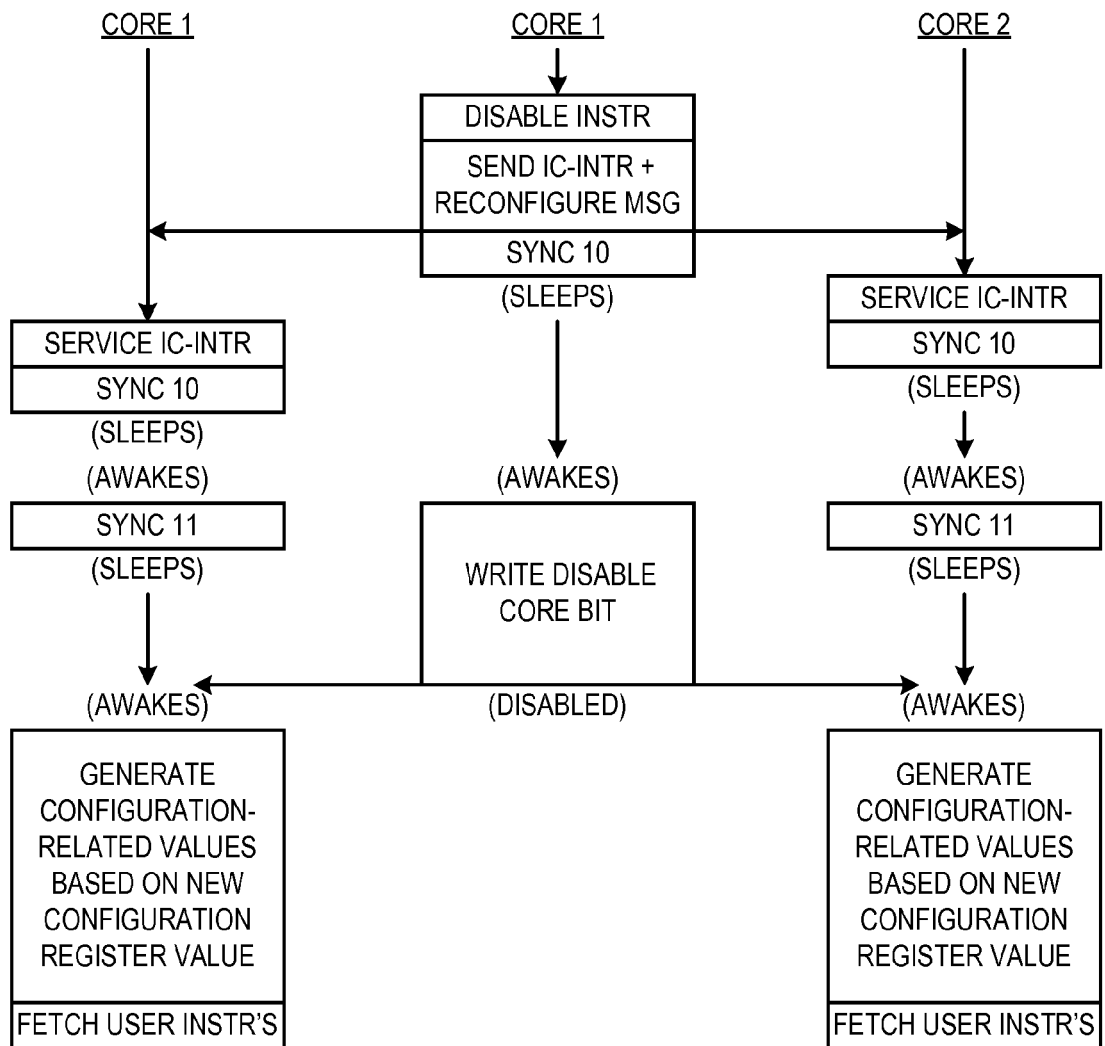 CORE 1
CORE 1
CORE 2
DISABLE INSTR
SEND IC-INTR +
RECONFIGURE MSG
SYNC 10
(SLEEPS)
SERVICE IC-INTR
SYNC 10
(SLEEPS)
(AWAKES)
SYNC 11
(SLEEPS)
(AWAKES)
GENERATE
CONFIGURATION-
RELATED VALUES
BASED ON NEW
CONFIGURATION
REGISTER VALUE
FETCH USER INSTR'S
(AWAKES)
WRITE DISABLE
CORE BIT
(DISABLED)
SERVICE IC-INTR
SYNC 10
(SLEEPS)
(AWAKES)
SYNC 11
(SLEEPS)
(AWAKES)
GENERATE
CONFIGURATION-
RELATED VALUES
BASED ON NEW
CONFIGURATION
REGISTER VALUE
FETCH USER INSTR'S